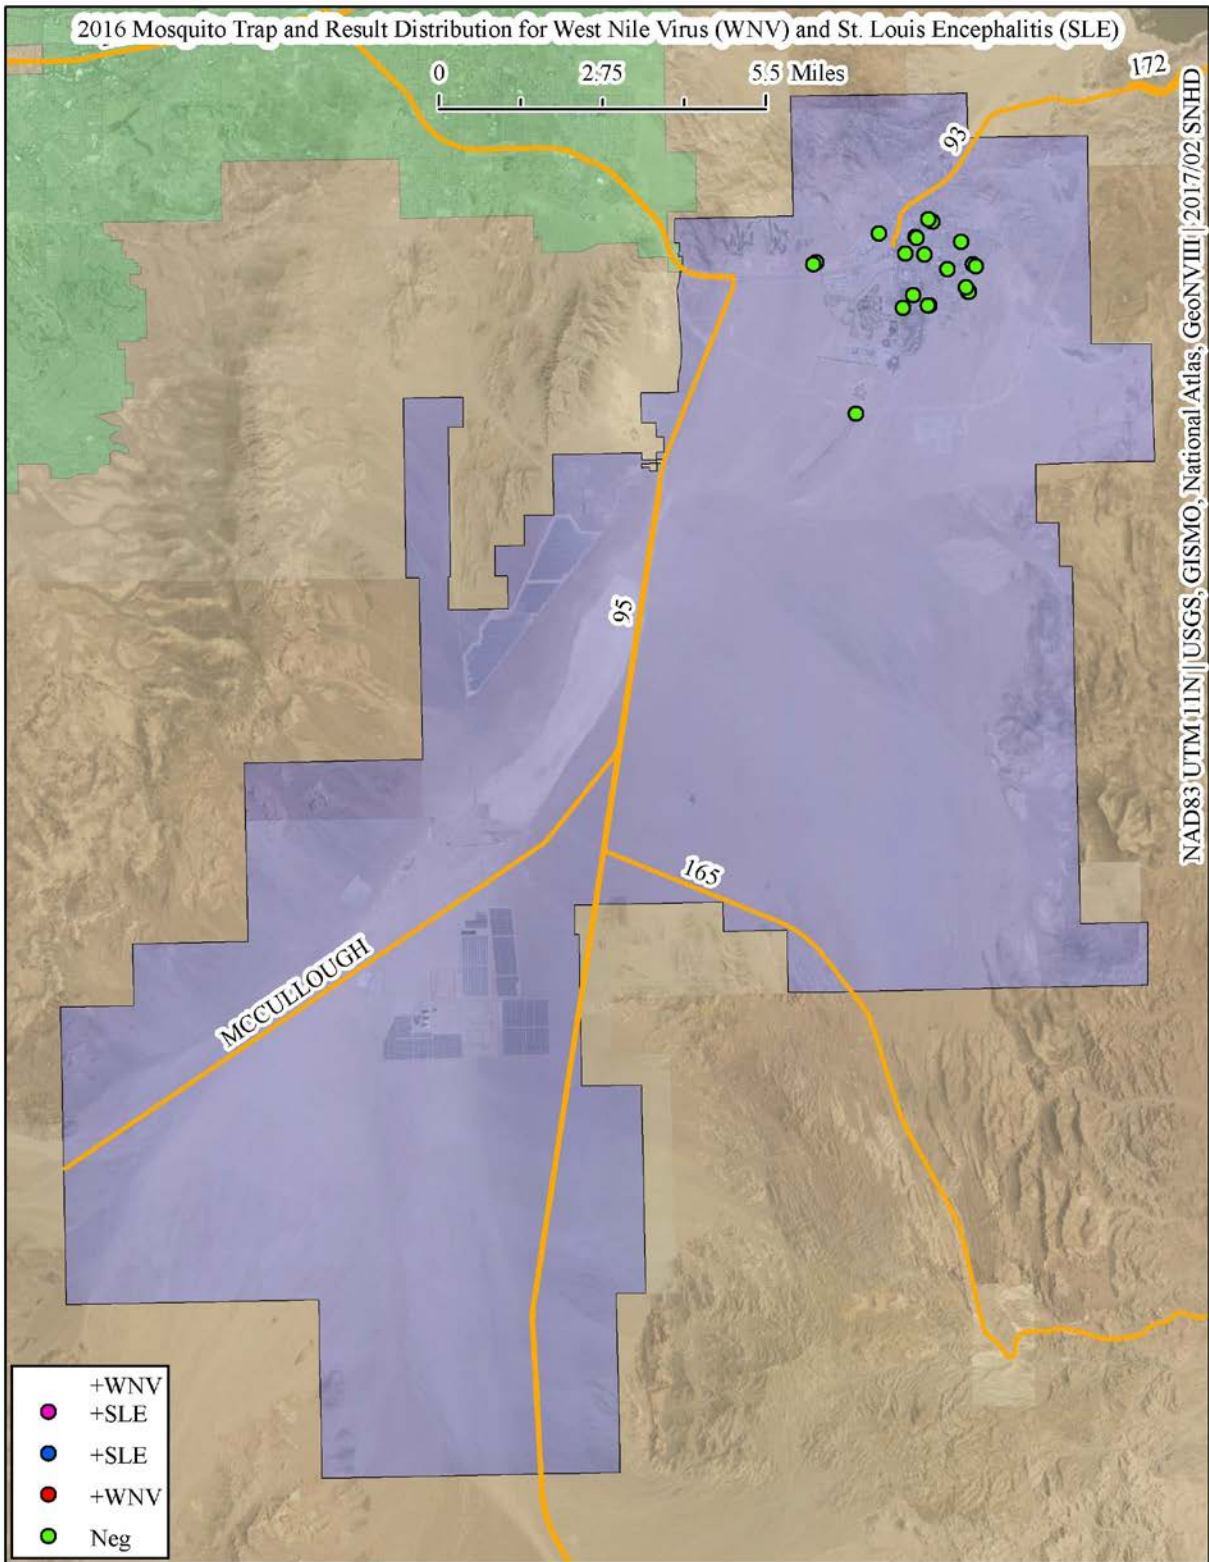 2016 Mosquito Trap and Result Distribution for West Nile Virus (WNV) and St. Louis Encephalitis (SLE)
0 2.75 5.5 Miles
172
93
NAD83 UTM 11N || USGS, GISMO, National Atlas, GeoNVIII | 2017/02 SNHD
95
165
MCCULLOUGH
+WNV
+SLE
+SLE
+WNV
Neg